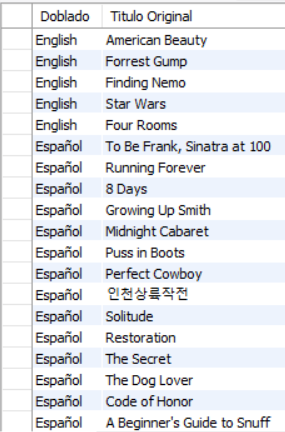 Doblado Titulo Original
English American Beauty
English Forrest Gump
English Finding Nemo
English Star Wars
English Four Rooms
Español To Be Frank, Sinatra at 100
Español Running Forever
Español 8 Days
Español Growing Up Smith
Español Midnight Cabaret
Español Puss in Boots
Español Perfect Cowboy
Español 인천상륙작전
Español Solitude
Español Restoration
Español The Secret
Español The Dog Lover
Español Code of Honor
Español A Beginner's Guide to Snuff